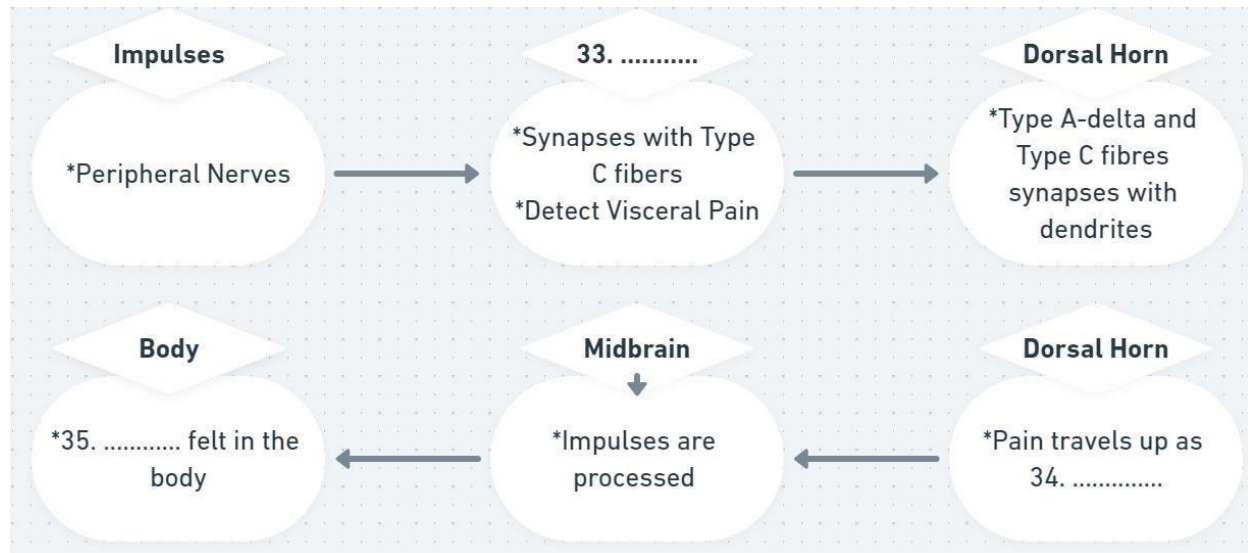 Impulses
*Peripheral Nerves
33. ...........
*Synapses with Type
C fibers
*Detect Visceral Pain
Dorsal Horn
*Type A-delta and
Type C fibres
synapses with
dendrites
Body
*35. ............ felt in the
body
Midbrain
*Impulses are
processed
Dorsal Horn
*Pain travels up as
34. ..............